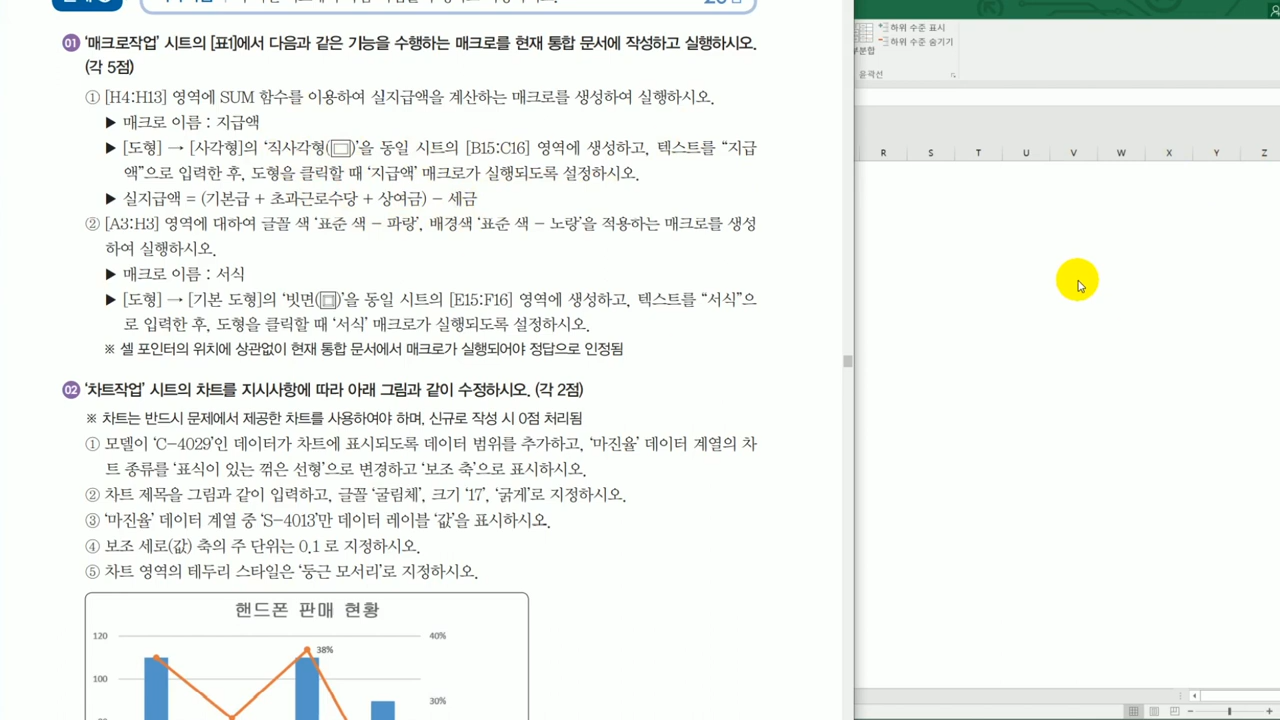 01 '매크로작업' 시트의 [표1]에서 다음과 같은 기능을 수행하는 매크로를 현재 통합 문서에 작성하고 실행하시오.
(각 5점)
① [H4:H13] 영역에 SUM 함수를 이용하여 실지급액을 계산하는 매크로를 생성하여 실행하시오.
▶ 매크로 이름 : 지급액
▶ [도형] → [사각형]의 '직사각형(□)'을 동일 시트의 [B15:C16] 영역에 생성하고, 텍스트를 "지급
액"으로 입력한 후, 도형을 클릭할 때 '지급액' 매크로가 실행되도록 설정하시오.
▶ 실지급액 = (기본급 + 초과근로수당 + 상여금) - 세금
② [A3:H3] 영역에 대하여 글꼴 색 '표준 색 - 파랑', 배경색 '표준 색 - 노랑'을 적용하는 매크로를 생성
하여 실행하시오.
▶ 매크로 이름 : 서식
▶ [도형] → [기본 도형]의 '빗면(□)'을 동일 시트의 [E15:F16] 영역에 생성하고, 텍스트를 "서식"으
로 입력한 후, 도형을 클릭할 때 '서식' 매크로가 실행되도록 설정하시오.
※ 셀 포인터의 위치에 상관없이 현재 통합 문서에서 매크로가 실행되어야 정답으로 인정됨
02 '차트작업' 시트의 차트를 지시사항에 따라 아래 그림과 같이 수정하시오. (각 2점)
※ 차트는 반드시 문제에서 제공한 차트를 사용하여야 하며, 신규로 작성 시 0점 처리됨
① 모델이 'C-4029'인 데이터가 차트에 표시되도록 데이터 범위를 추가하고, '마진율' 데이터 계열의 차
트 종류를 '표식이 있는 꺾은 선형'으로 변경하고 '보조 축'으로 표시하시오.
② 차트 제목을 그림과 같이 입력하고, 글꼴 '굴림체', 크기 '17', '굵게'로 지정하시오.
③ '마진율' 데이터 계열 중 'S-4013'만 데이터 레이블 '값'을 표시하시오.
④ 보조 세로(값) 축의 주 단위는 0.1 로 지정하시오.
⑤ 차트 영역의 테두리 스타일은 '둥근 모서리'로 지정하시오.
핸드폰 판매 현황
120 40%
38%
100 30%
하위 수준 표시
하위 수준 숨기기
부분합
윤곽선
R S T U V W X Y Z